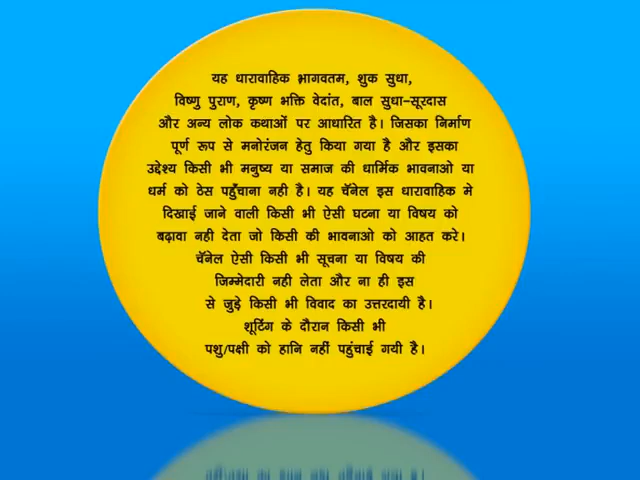 यह धारावाहिक भागवतम, शुक सुधा,
विष्णु पुराण, कृष्ण भक्ति वेदांत, बाल सुधा-सूरदास
और अन्य लोक कथाओं पर आधारित है। जिसका निर्माण
पूर्ण रूप से मनोरंजन हेतु किया गया है और इसका
उद्देश्य किसी भी मनुष्य या समाज की धार्मिक भावनाओ या
धर्म को ठेस पहुँचाना नही है। यह चॅनेल इस धारावाहिक मे
दिखाई जाने वाली किसी भी ऐसी घटना या विषय को
बढ़ावा नही देता जो किसी की भावनाओ को आहत करे।
चॅनेल ऐसी किसी भी सूचना या विषय की
जिम्मेदारी नही लेता और ना ही इस
से जुड़े किसी भी विवाद का उत्तरदायी है।
शूटिंग के दौरान किसी भी
पशु/पक्षी को हानि नहीं पहुंचाई गयी है।